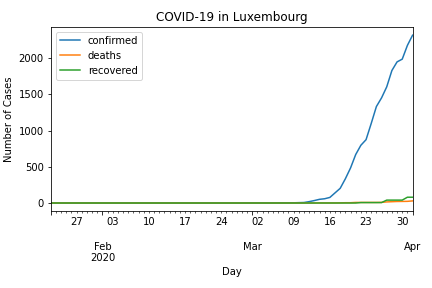 COVID-19 in Luxembourg
confirmed
deaths
recovered
Number of Cases
2000
1500
1000
500
0
27 03 10 17 24 02 09 16 23 30
Feb Mar Apr
2020
Day